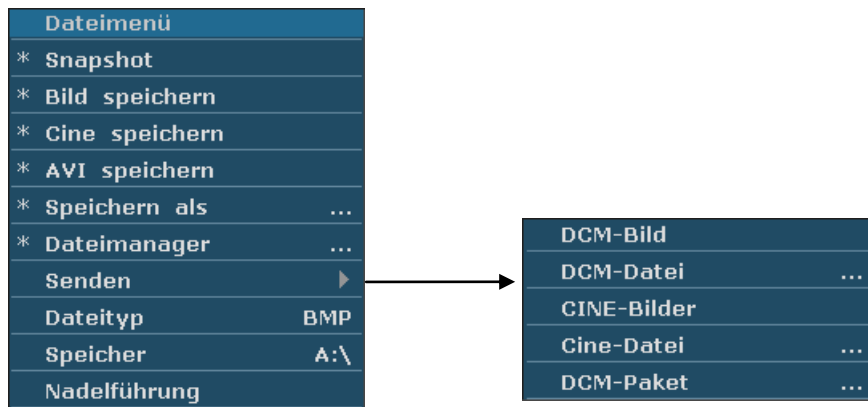 Dateimenü
* Snapshot
* Bild speichern
* Cine speichern
* AVI speichern
* Speichern als ...
* Dateimanager ...
Senden ▶
Dateityp BMP
Speicher A:\
Nadelführung
DCM-Bild
DCM-Datei ...
CINE-Bilder
Cine-Datei ...
DCM-Paket ...